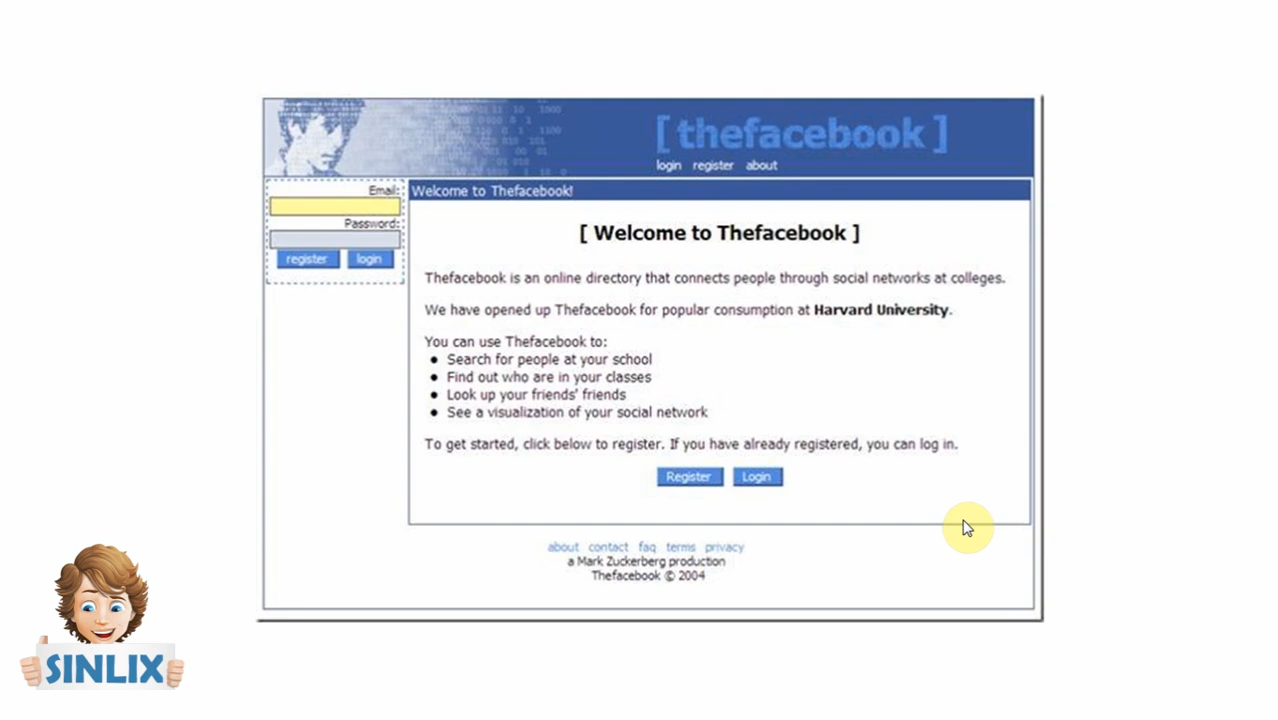 [ thefacebook ]
login register about
Email:
Password:
register login
Welcome to Thefacebook!
[ Welcome to Thefacebook ]
Thefacebook is an online directory that connects people through social networks at colleges.
We have opened up Thefacebook for popular consumption at Harvard University.
You can use Thefacebook to:
● Search for people at your school
● Find out who are in your classes
● Look up your friends' friends
● See a visualization of your social network
To get started, click below to register. If you have already registered, you can log in.
Register Login
about contact faq terms privacy
a Mark Zuckerberg production
Thefacebook © 2004
SINLIX